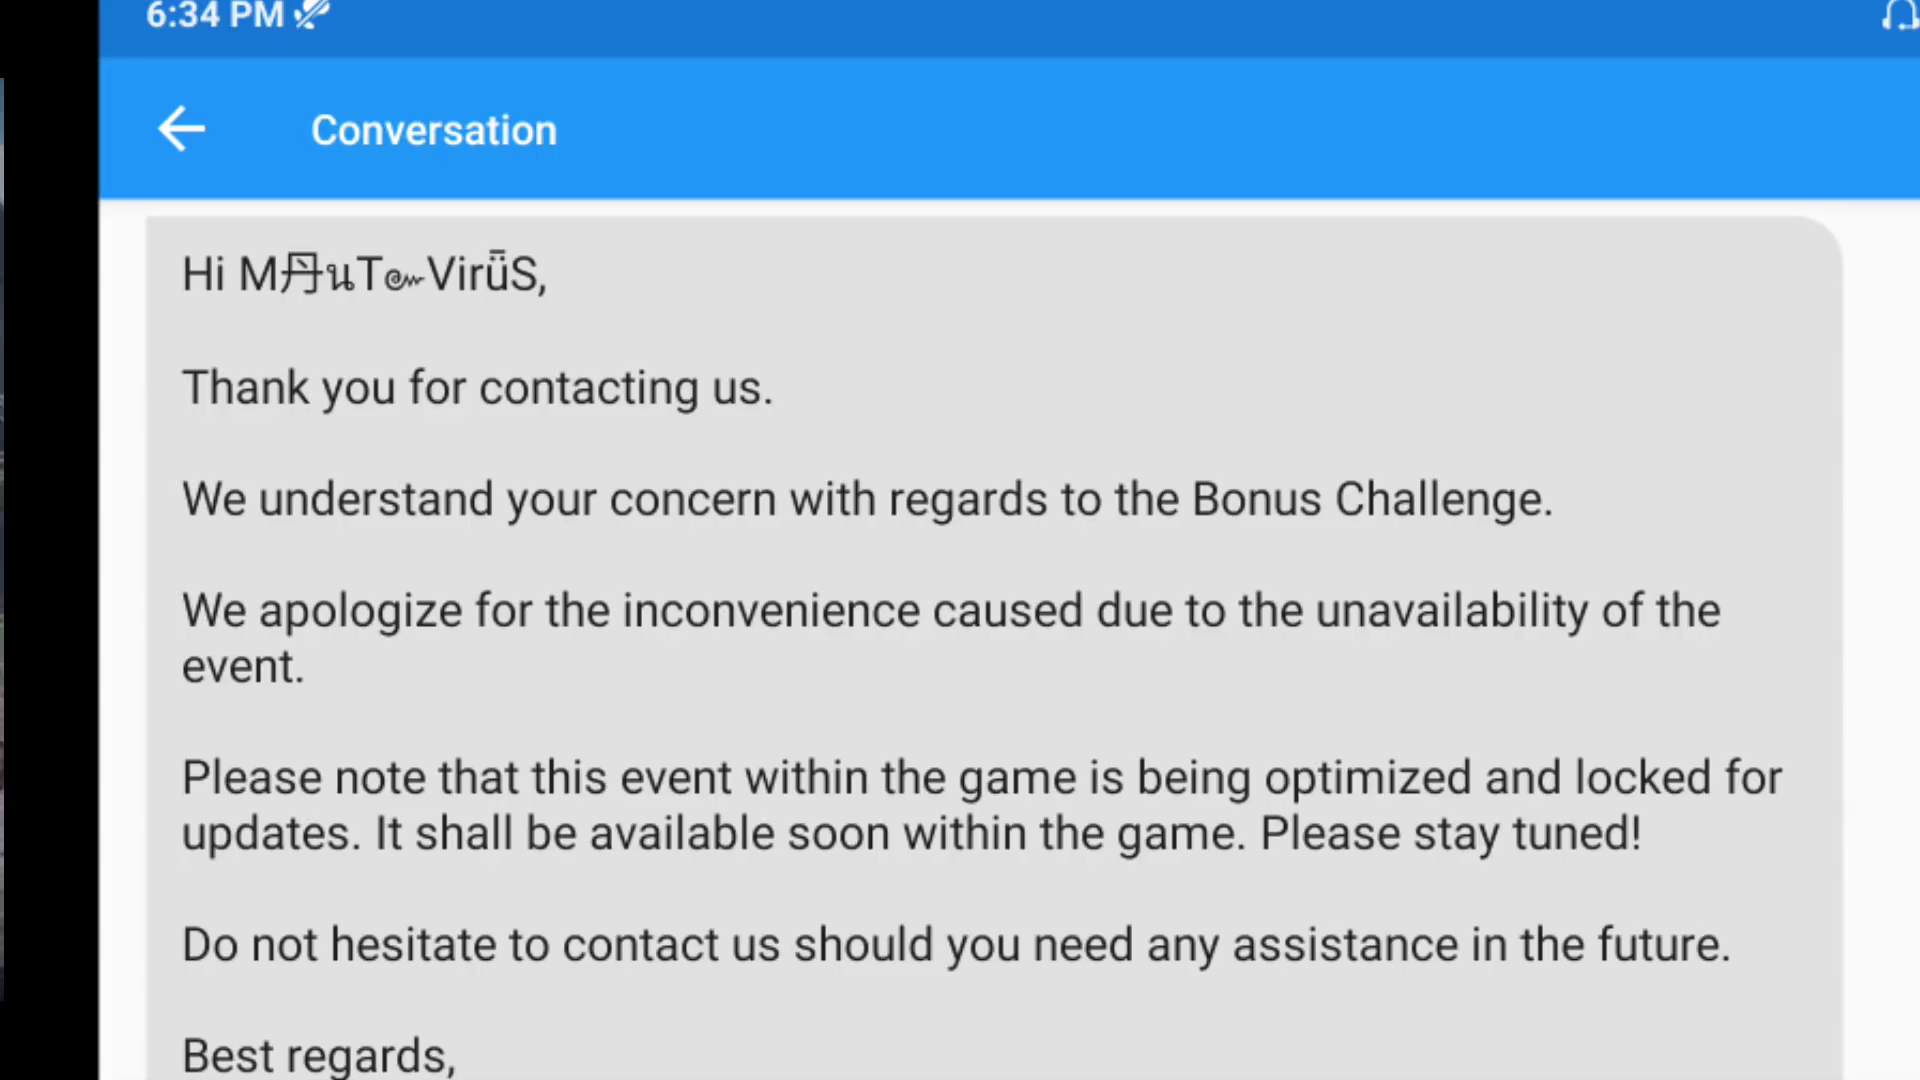 6:34 PM
Conversation
Hi M丹นT๛VirǖS,
Thank you for contacting us.
We understand your concern with regards to the Bonus Challenge.
We apologize for the inconvenience caused due to the unavailability of the
event.
Please note that this event within the game is being optimized and locked for
updates. It shall be available soon within the game. Please stay tuned!
Do not hesitate to contact us should you need any assistance in the future.
Best regards,